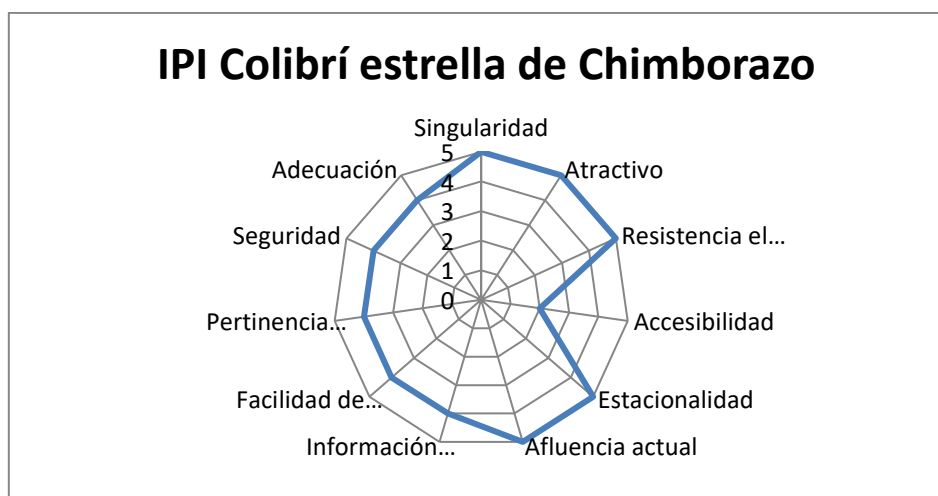 IPI Colibrí estrella de Chimborazo
Singularidad
Atractivo
Resistencia el...
Accesibilidad
Estacionalidad
Afluencia actual
Información...
Facilidad de...
Pertinencia...
Seguridad
Adecuación
5
4
3
2
1
0